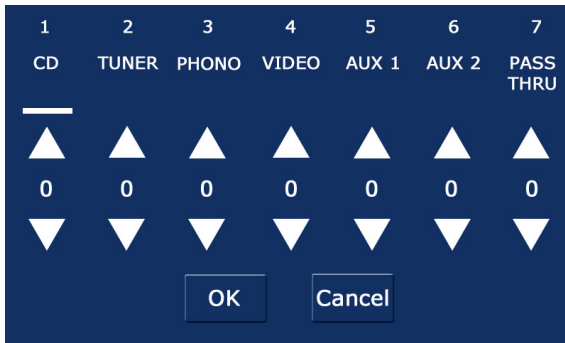 1 2 3 4 5 6 7
CD TUNER PHONO VIDEO AUX 1 AUX 2 PASS THRU
0 0 0 0 0 0 0
OK Cancel